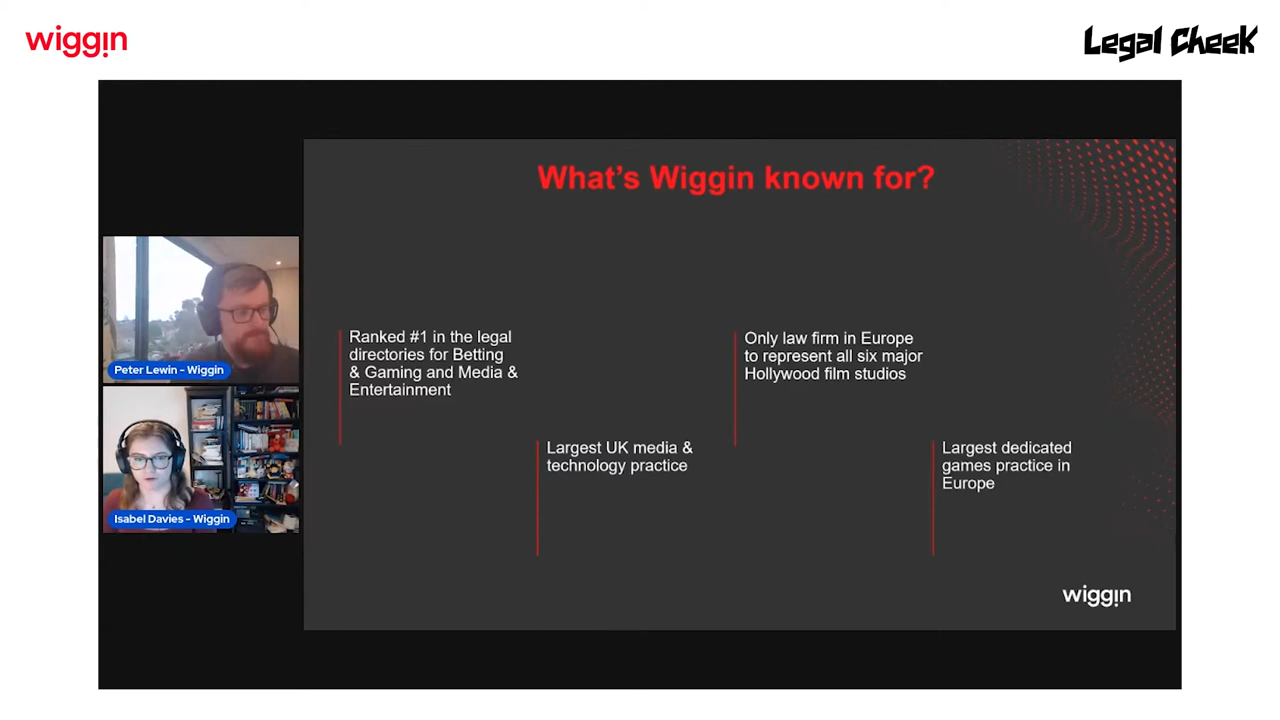 wiggin
Legal Cheek
What's Wiggin known for?
Ranked #1 in the legal
directories for Betting
& Gaming and Media &
Entertainment
Largest UK media &
technology practice
Only law firm in Europe
to represent all six major
Hollywood film studios
Largest dedicated
games practice in
Europe
wiggin
Peter Lewin - Wiggin
Isabel Davies - Wiggin